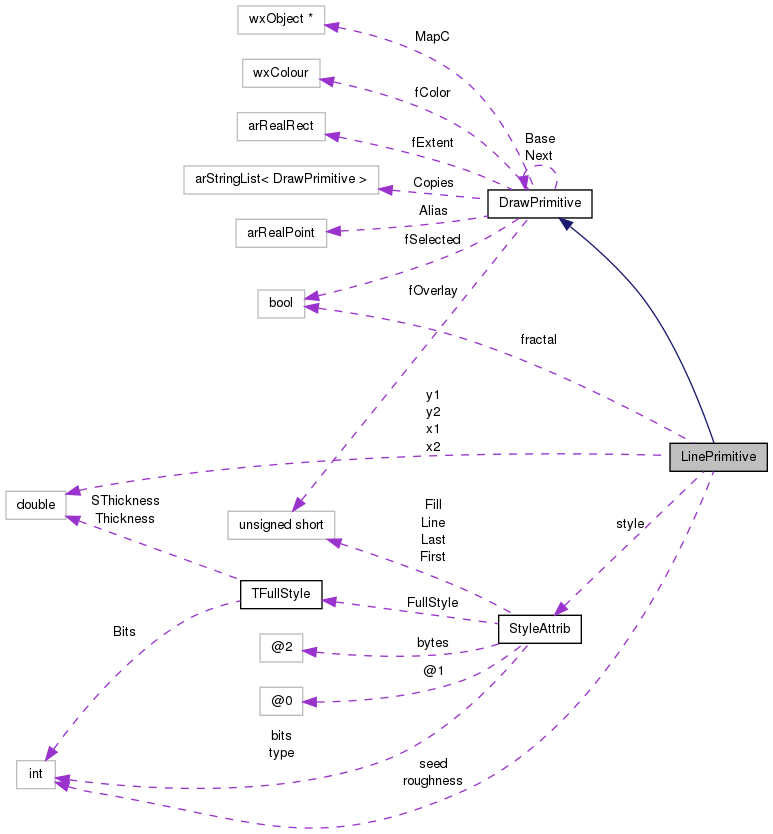 wxObject *
MapC
wxColour
fColor
arRealRect
fExtent
Base
Next
arStringList< DrawPrimitive >
Copies
DrawPrimitive
Alias
arRealPoint
fSelected
bool
fOverlay
fractal
y1
y2
x1
x2
LinePrimitive
double
SThickness
Thickness
unsigned short
Fill
Line
Last
First
style
TFullStyle
FullStyle
StyleAttrib
Bits
@2
bytes
@1
@0
bits
type
int
seed
roughness